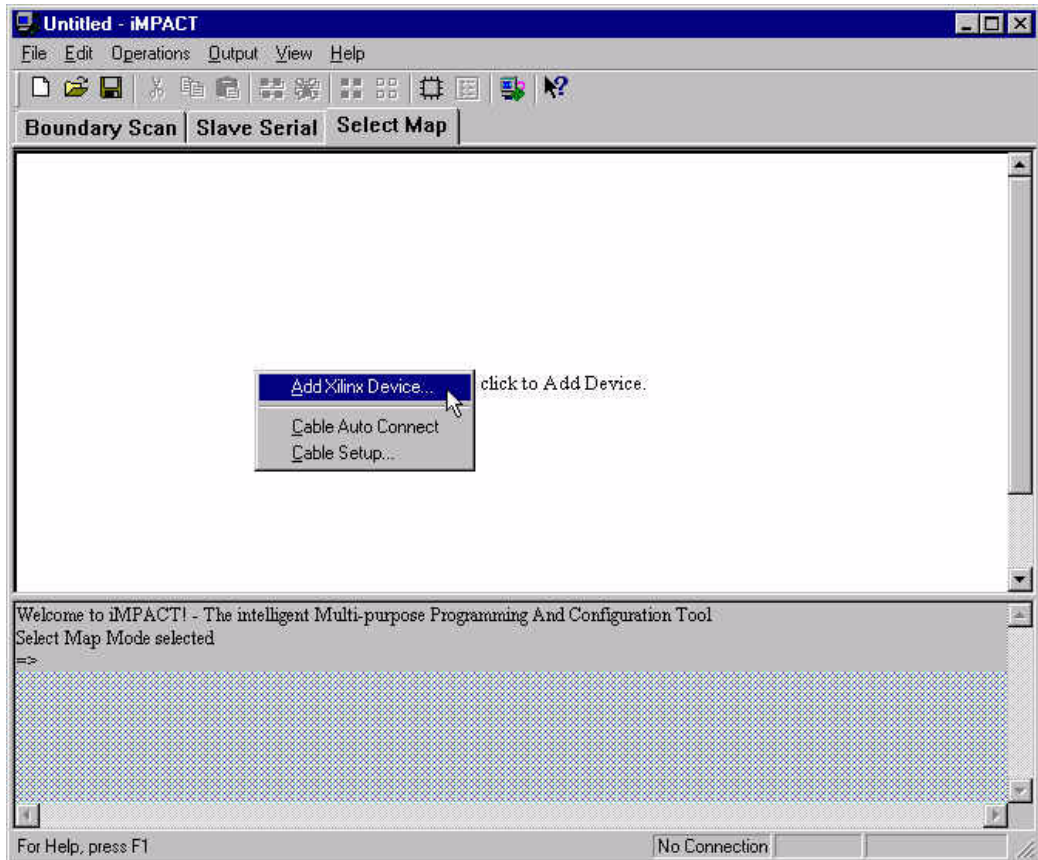 Untitled - iMPACT
File Edit Operations Output View Help
Boundary Scan Slave Serial Select Map
Add Xilinx Device... click to Add Device.
Cable Auto Connect
Cable Setup...
Welcome to iMPACT! - The intelligent Multi-purpose Programming And Configuration Tool
Select Map Mode selected
=>
For Help, press F1 No Connection